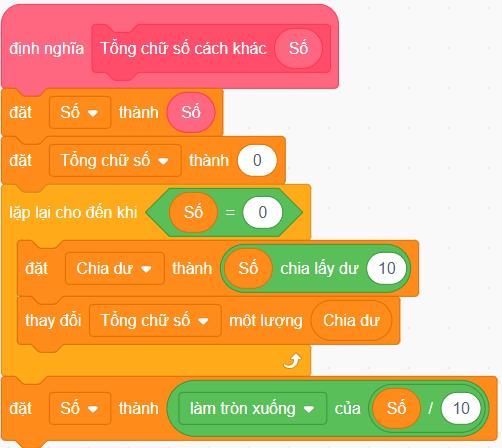 định nghĩa Tổng chữ số cách khác Số
đặt Số thành Số
đặt Tổng chữ số thành 0
lặp lại cho đến khi Số = 0
đặt Chia dư thành Số chia lấy dư 10
thay đổi Tổng chữ số một lượng Chia dư
đặt Số thành làm tròn xuống của Số / 10